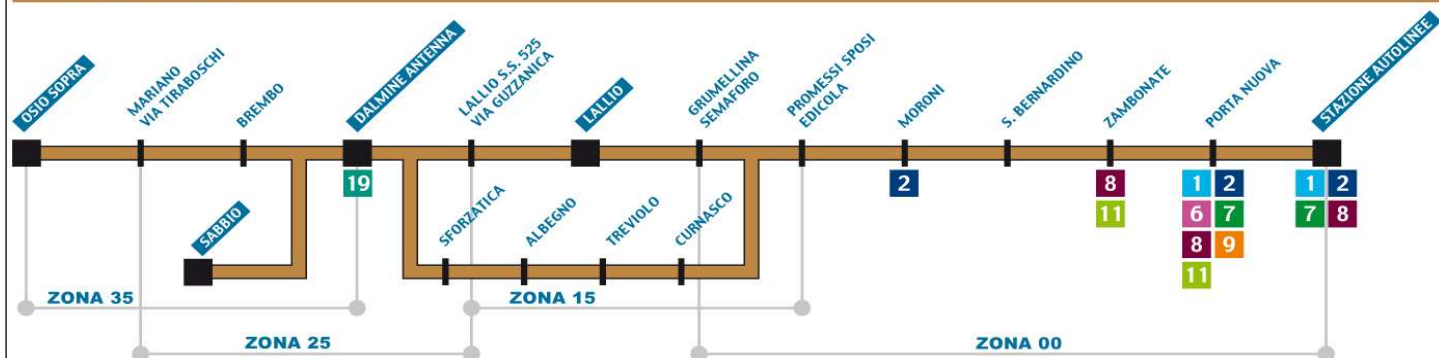 OSIO SOPRA
MARIANO
VIA TIRABOSCHI
BREMBO
DALMINE ANTENNA
LALLIO S.S. 525
VIA GUZZANICA
LALLIO
GRUMELLINA
SEMAFORO
PROMESSI SPOSI
EDICOLA
MORONI
S. BERNARDINO
ZAMBONATE
PORTA NUOVA
STAZIONE AUTOLINEE
19
2
8
11
1 2
6 7
8 9
11
1 2
7 8
SABBIO
SFORZATICA
ALBEGNO
TREVIOLO
CURNASCO
ZONA 35
ZONA 15
ZONA 25
ZONA 00